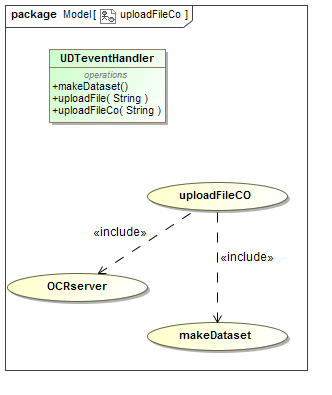 package Model[ uploadFileCo ]
UDTeventHandler
operations
+makeDataset()
+uploadFile( String )
+uploadFileCo( String )
uploadFileCO
«include»
«include»
OCRserver
makeDataset